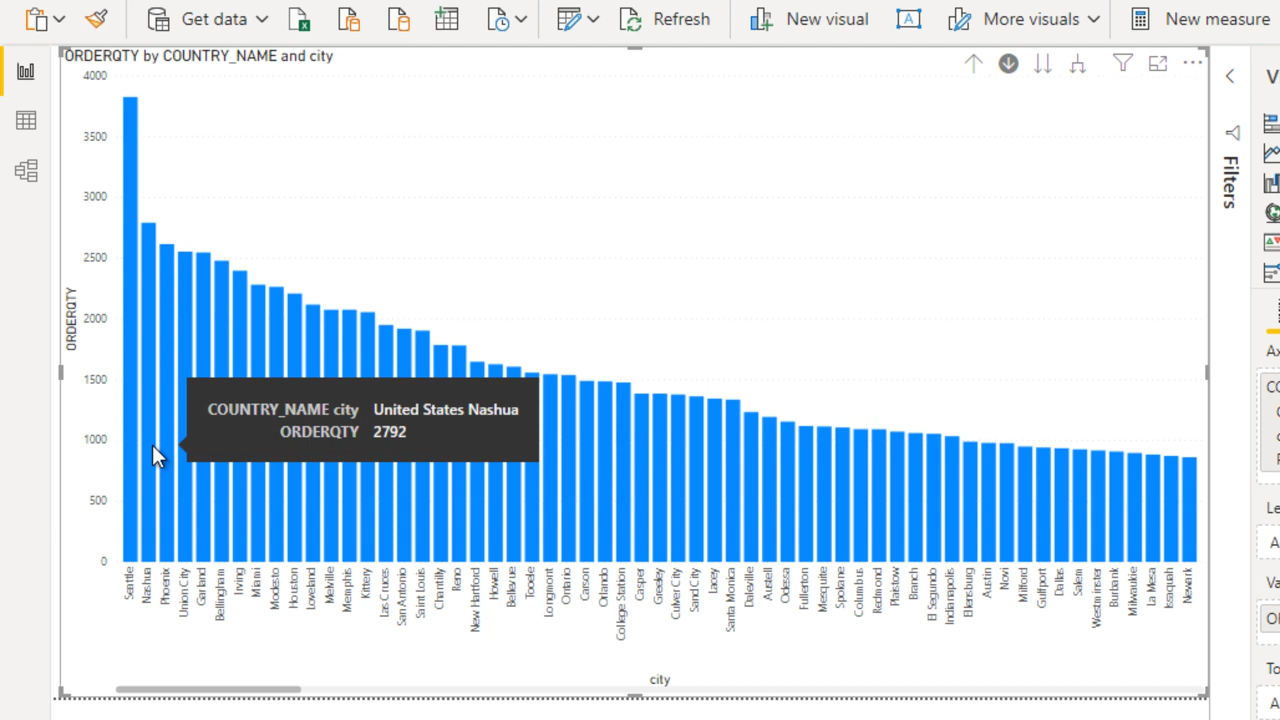 Get data
Refresh
New visual
A
More visuals
New measure
ORDERQTY by COUNTRY_NAME and city
4000
3500
3000
2500
2000
1500
1000
500
0
ORDERQTY
COUNTRY_NAME city United States Nashua
ORDERQTY 2792
Seattle
Nashua
Phoenix
Union City
Garland
Bellingham
Irving
Miami
Modesto
Houston
Loveland
Melville
Memphis
Kittery
Las Cruces
San Antonio
Saint Louis
Chantilly
Reno
New Hartford
Howell
Bellevue
Tooele
Longmont
Ontario
Carson
Orlando
College Station
Casper
Greeley
Culver City
Sand City
Lacey
Santa Monica
Daleville
Austell
Odessa
Fullerton
Mesquite
Spokane
Columbus
Redmond
Plaistow
Branch
El Segundo
Indianapolis
Ellensburg
Austin
Novi
Milford
Gulfport
Dallas
Salem
Westminster
Burbank
Milwaukie
La Mesa
Issaquah
Newark
city
Filters